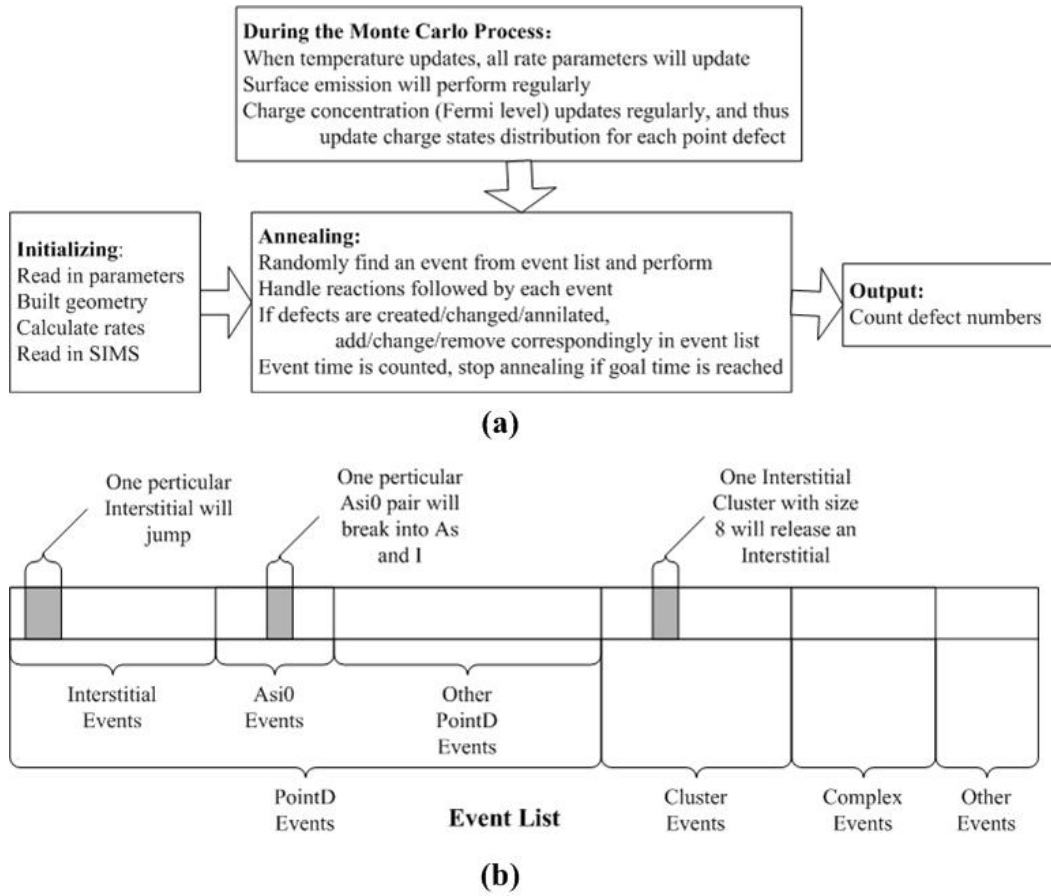 During the Monte Carlo Process:
When temperature updates, all rate parameters will update
Surface emission will perform regularly
Charge concentration (Fermi level) updates regularly, and thus
update charge states distribution for each point defect
Initializing:
Read in parameters
Built geometry
Calculate rates
Read in SIMS
Annealing:
Randomly find an event from event list and perform
Handle reactions followed by each event
If defects are created/changed/annilated,
add/change/remove correspondingly in event list
Event time is counted, stop annealing if goal time is reached
Output:
Count defect numbers
(a)
One perticular
Interstitial will
jump
One perticular
Asi0 pair will
break into As
and I
One Interstitial
Cluster with size
8 will release an
Interstitial
Interstitial
Events
Asi0
Events
Other
PointD
Events
PointD
Events
Event List
Cluster
Events
Complex
Events
Other
Events
(b)